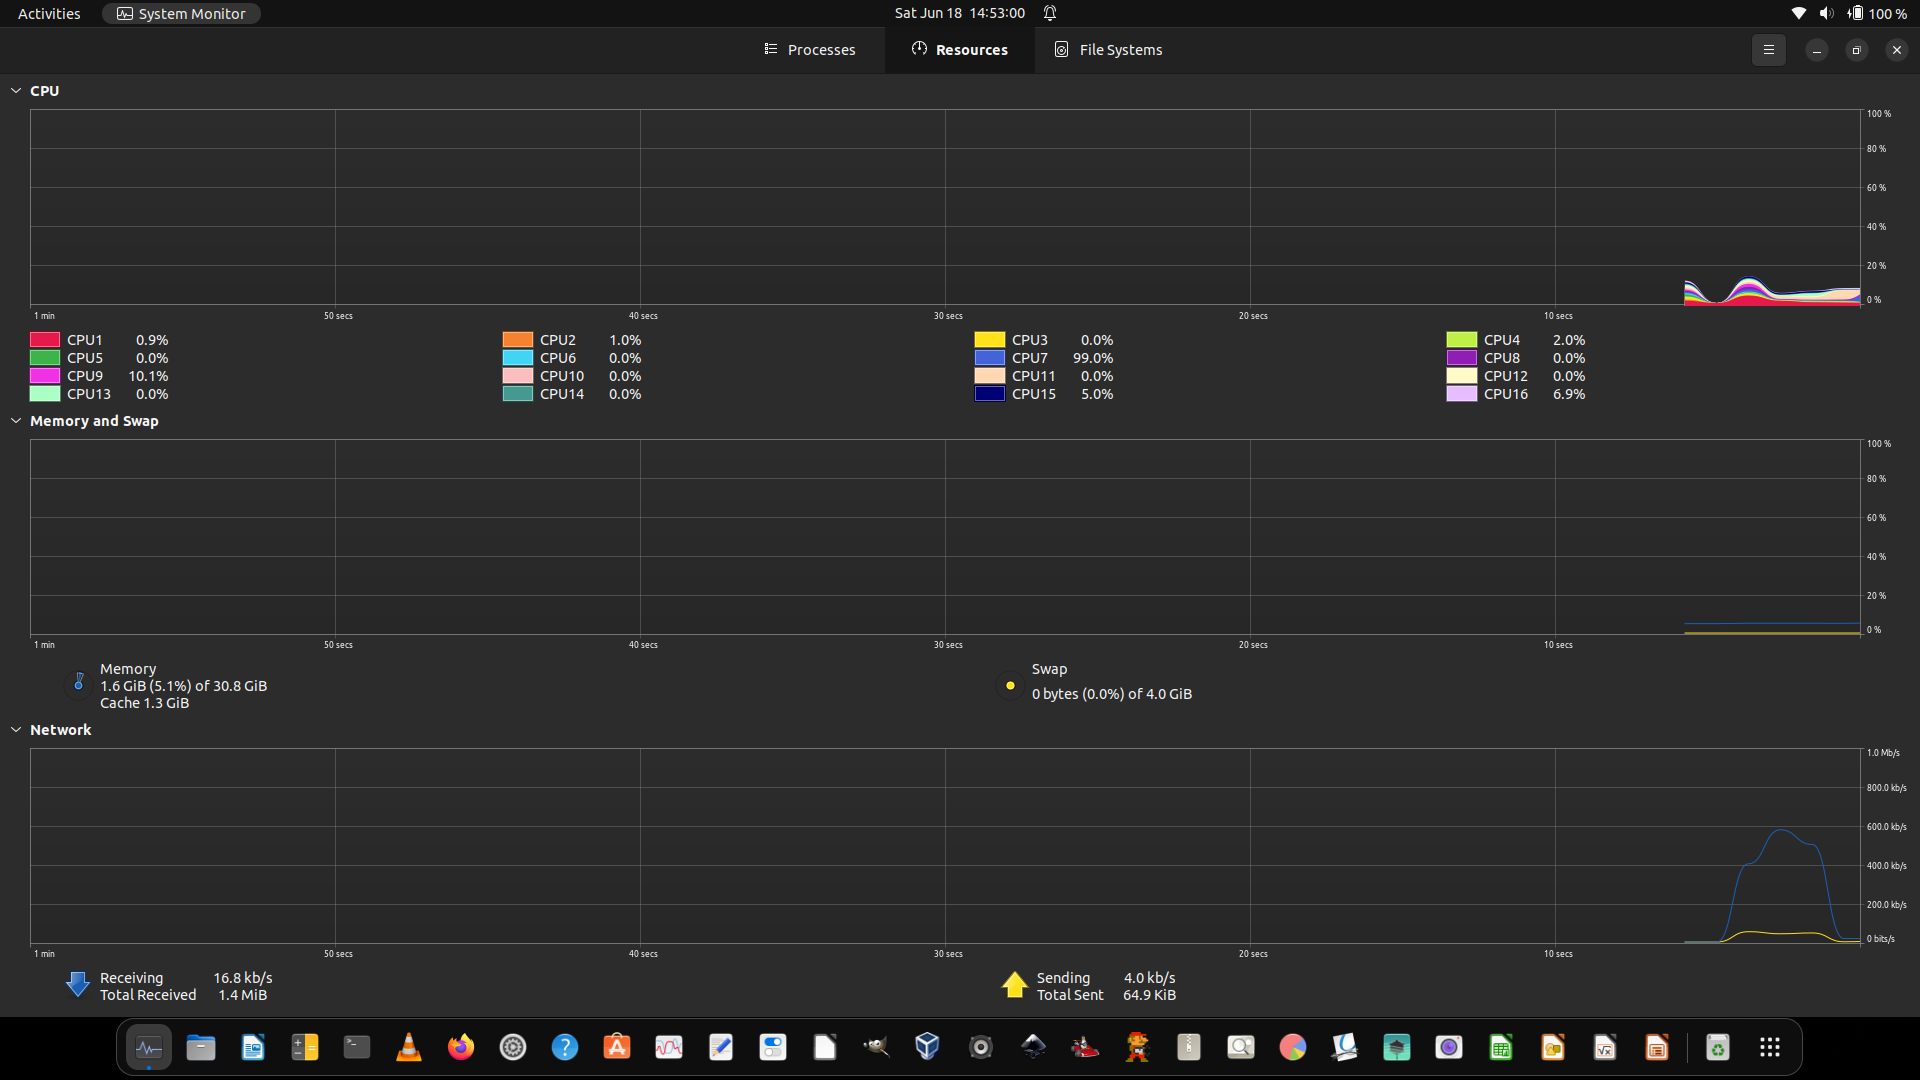 Activities System Monitor Sat Jun 18 14:53:00 100 %
Processes Resources File Systems
CPU
100 %
80 %
60 %
40 %
20 %
0 %
1 min 50 secs 40 secs 30 secs 20 secs 10 secs
CPU1 0.9% CPU2 1.0% CPU3 0.0% CPU4 2.0%
CPU5 0.0% CPU6 0.0% CPU7 99.0% CPU8 0.0%
CPU9 10.1% CPU10 0.0% CPU11 0.0% CPU12 0.0%
CPU13 0.0% CPU14 0.0% CPU15 5.0% CPU16 6.9%
Memory and Swap
100 %
80 %
60 %
40 %
20 %
0 %
1 min 50 secs 40 secs 30 secs 20 secs 10 secs
Memory Swap
1.6 GiB (5.1%) of 30.8 GiB 0 bytes (0.0%) of 4.0 GiB
Cache 1.3 GiB
Network
1.0 Mb/s
800.0 kb/s
600.0 kb/s
400.0 kb/s
200.0 kb/s
0 bits/s
1 min 50 secs 40 secs 30 secs 20 secs 10 secs
Receiving 16.8 kb/s Sending 4.0 kb/s
Total Received 1.4 MiB Total Sent 64.9 KiB